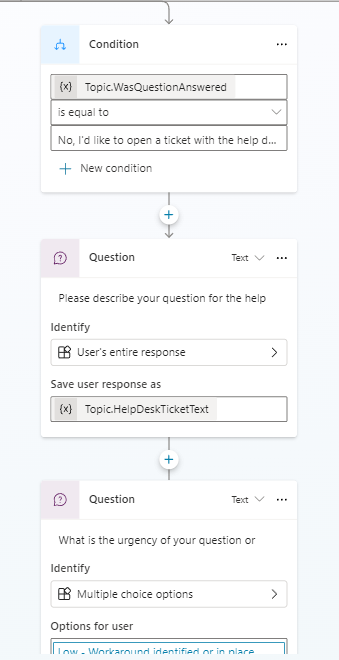 Condition
{x} Topic.WasQuestionAnswered
is equal to
No, I'd like to open a ticket with the help d...
New condition
Question Text
Please describe your question for the help
Identify
User's entire response
Save user response as
{x} Topic.HelpDeskTicketText
Question Text
What is the urgency of your question or
Identify
Multiple choice options
Options for user
Low - Workaround identified or in place